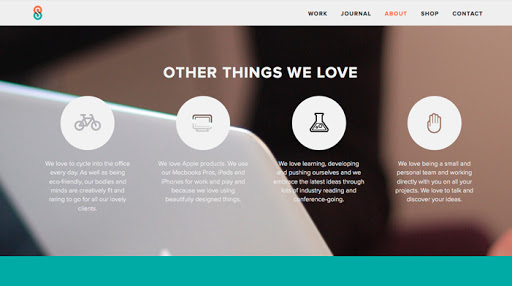 WORK JOURNAL ABOUT SHOP CONTACT
OTHER THINGS WE LOVE
We love to cycle into the office
every day. As well as being
eco-friendly, our bodies and
minds are creatively fit and
raring to go for all our lovely
clients.
We love Apple products. We use
our Macbooks Pros, iPads and
iPhones for work and play and
because we love using
beautifully designed things.
We love learning, developing
and pushing ourselves and we
embrace the latest ideas through
lots of industry reading and
conference-going.
We love being a small and
personal team and working
directly with you on all your
projects. We love to talk and
discover your ideas.